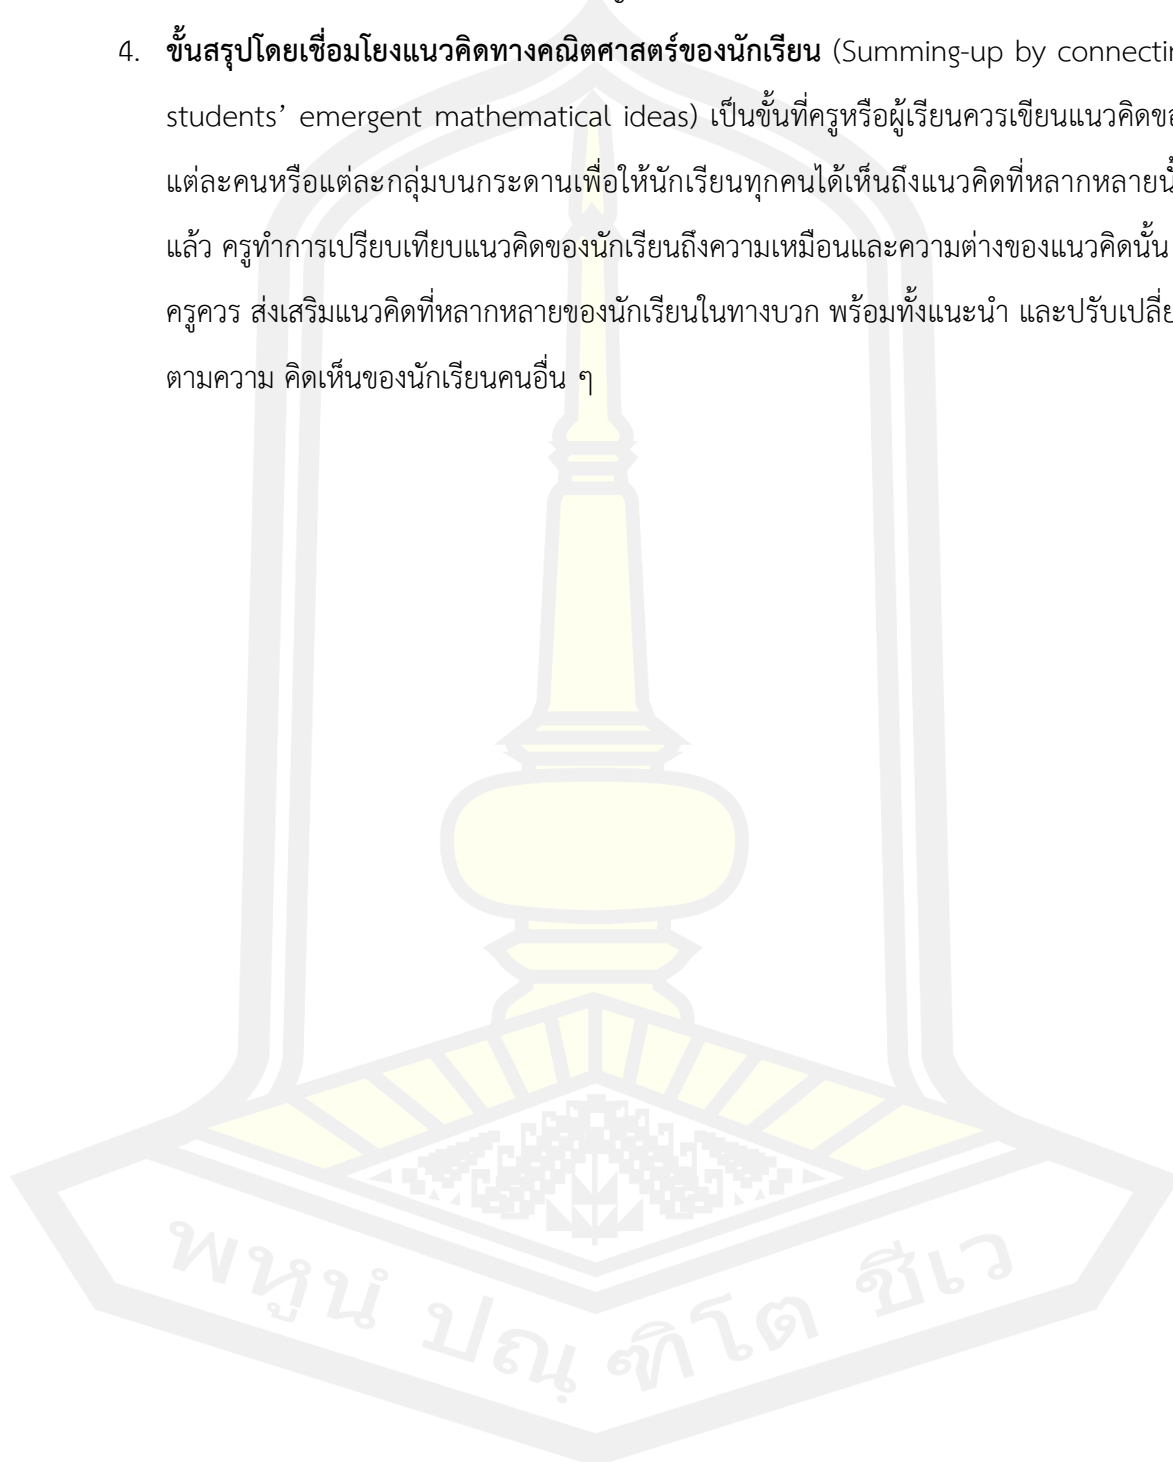 4. ขั้นสรุปโดยเชื่อมโยงแนวคิดทางคณิตศาสตร์ของนักเรียน (Summing-up by
students’ emergent mathematical ideas) เป็นขั้นที่ครูหรือผู้เรียนควรเขียนแนวคิด
แต่ละคนหรือแต่ละกลุ่มบนกระดานเพื่อให้นักเรียนทุกคนได้เห็นถึงแนวคิดที่หลากหลาย
แล้ว ครูทำการเปรียบเทียบแนวคิดของนักเรียนถึงความเหมือนและความต่างของแนวคิดนั้น
ครูควร ส่งเสริมแนวคิดที่หลากหลายของนักเรียนในทางบวก พร้อมทั้งแนะนำ และ
ตามความ คิดเห็นของนักเรียนคนอื่น ๆ
พหูนํ ปณฺ ฑิโต ชีเว